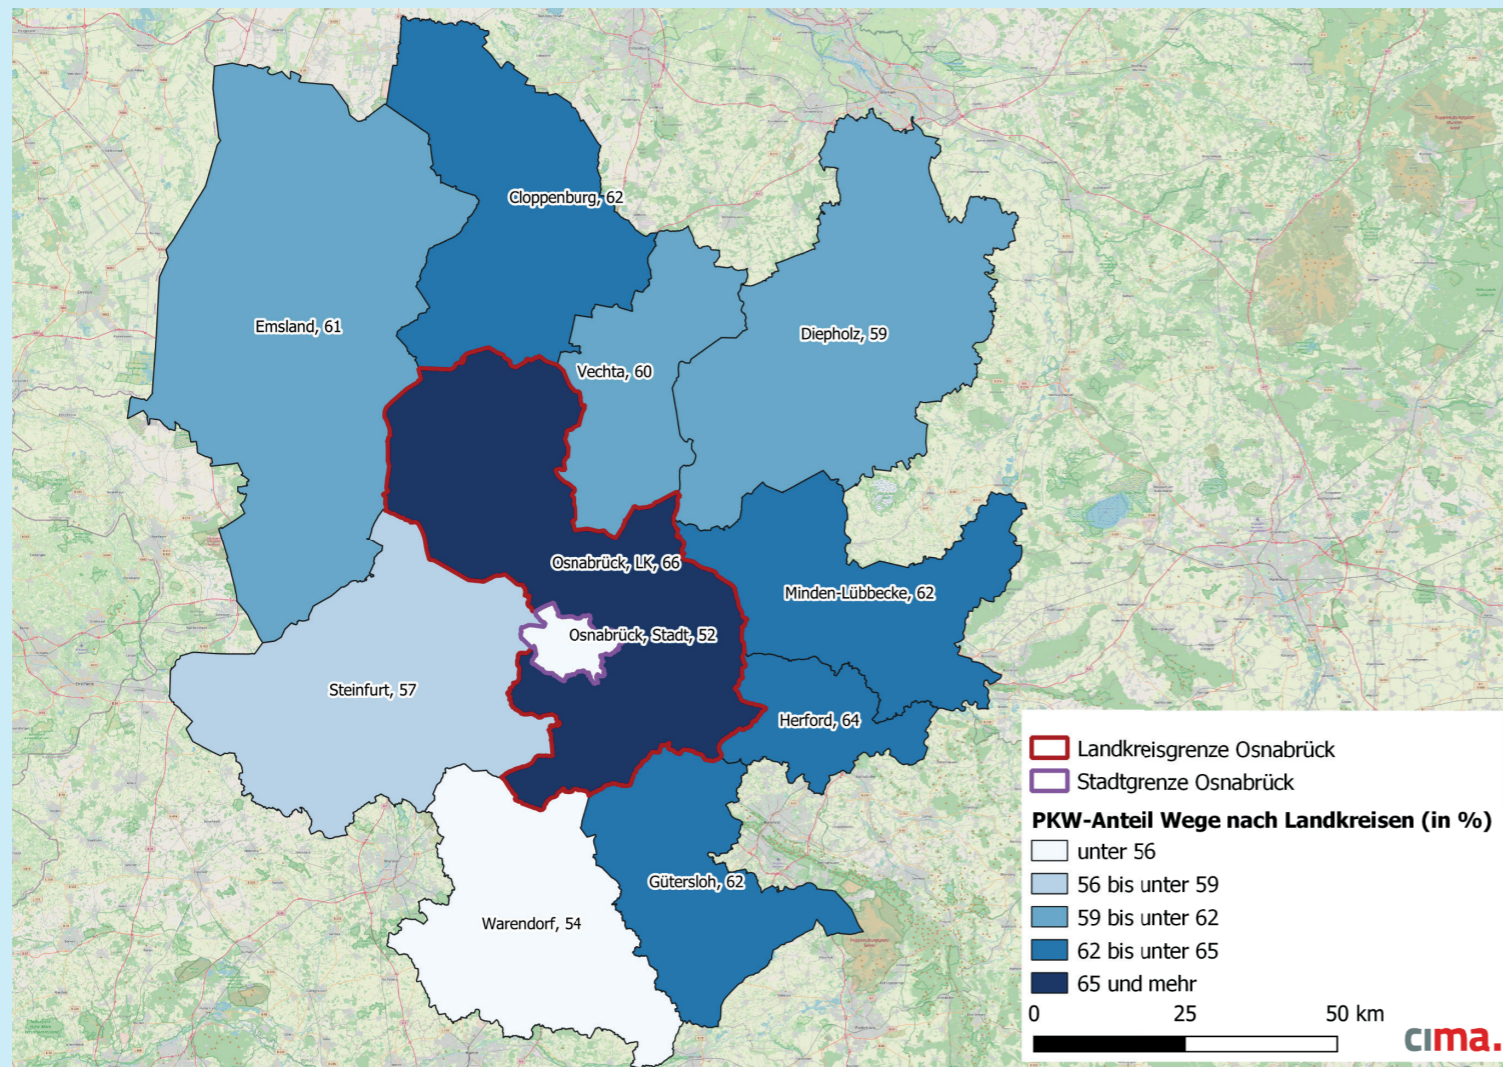 Cloppenburg, 62
Emsland, 61
Diepholz, 59
Vechta, 60
Osnabrück, LK, 66
Minden-Lübbecke, 62
Osnabrück, Stadt, 52
Steinfurt, 57
Herford, 64
Gütersloh, 62
Warendorf, 54
Landkreisgrenze Osnabrück
Stadtgrenze Osnabrück
PKW-Anteil Wege nach Landkreisen (in %)
unter 56
56 bis unter 59
59 bis unter 62
62 bis unter 65
65 und mehr
0 25 50 km
cima.